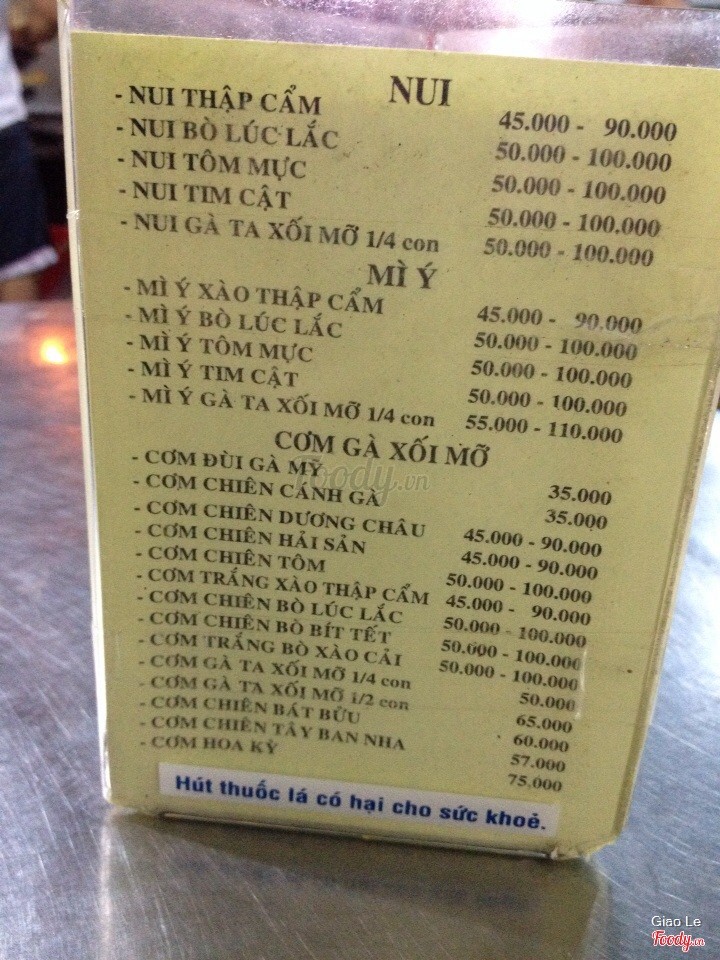 NUI
- NUI THẬP CẨM 45.000 - 90.000
- NUI BÒ LÚC LẮC 50.000 - 100.000
- NUI TÔM MỰC 50.000 - 100.000
- NUI TIM CẬT 50.000 - 100.000
- NUI GÀ TA XỐI MỠ 1/4 con 50.000 - 100.000
MÌ Ý
- MÌ Ý XÀO THẬP CẨM 45.000 - 90.000
- MÌ Ý BÒ LÚC LẮC 50.000 - 100.000
- MÌ Ý TÔM MỰC 50.000 - 100.000
- MÌ Ý TIM CẬT 50.000 - 100.000
- MÌ Ý GÀ TA XỐI MỠ 1/4 con 55.000 - 110.000
CƠM GÀ XỐI MỠ
- CƠM ĐÙI GÀ MỸ 35.000
- CƠM CHIÊN CÁNH GÀ 35.000
- CƠM CHIÊN DƯƠNG CHÂU 45.000 - 90.000
- CƠM CHIÊN HẢI SẢN 45.000 - 90.000
- CƠM CHIÊN TÔM 50.000 - 100.000
- CƠM TRẮNG XÀO THẬP CẨM 45.000 - 90.000
- CƠM CHIÊN BÒ LÚC LẮC 50.000 - 100.000
- CƠM CHIÊN BÒ BÍT TẾT 50.000 - 100.000
- CƠM TRẮNG BÒ XÀO CẢI 50.000 - 100.000
- CƠM GÀ TA XỐI MỠ 1/4 con 50.000
- CƠM GÀ TA XỐI MỠ 1/2 con 65.000
- CƠM CHIÊN BÁT BỬU 60.000
- CƠM CHIÊN TÂY BAN NHA 57.000
- CƠM HOA KỲ 75.000
Hút thuốc lá có hại cho sức khoẻ.
Foody.vn
Giao Le
Foody.vn